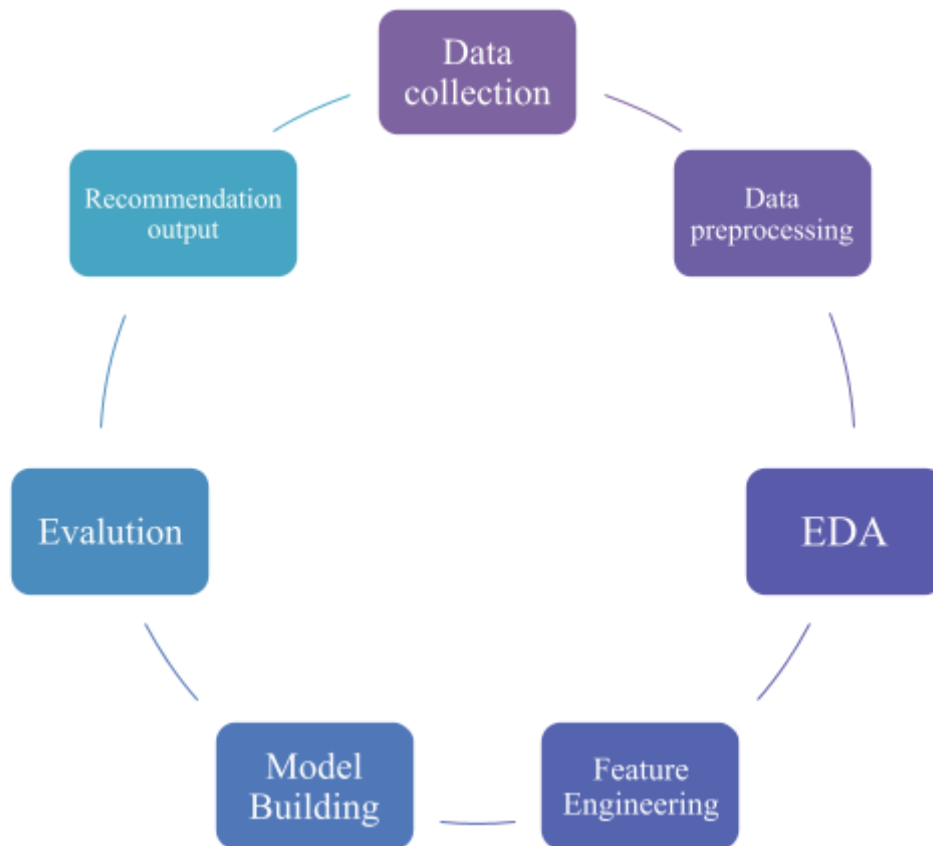 Data
collection
Data
preprocessing
EDA
Feature
Engineering
Model
Building
Evalution
Recommendation
output